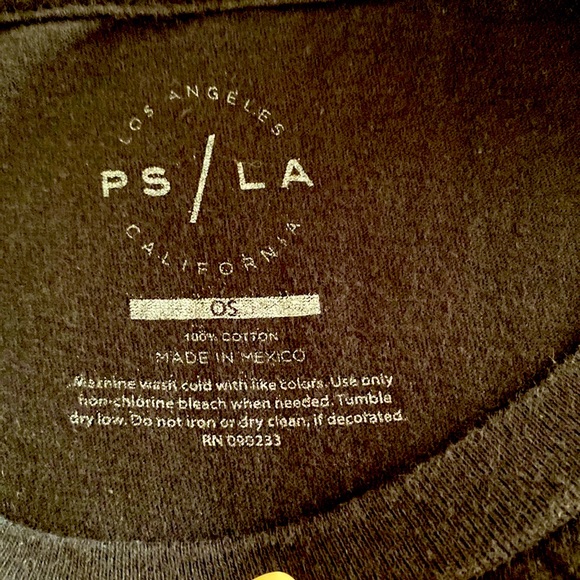 LOS ANGELES
PS/LA
CALIFORNIA
OS
100% COTTON
MADE IN MEXICO
Machine wash cold with like colors. Use only
non-chlorine bleach when needed. Tumble
dry low. Do not iron or dry clean, if decorated.
RN 090233